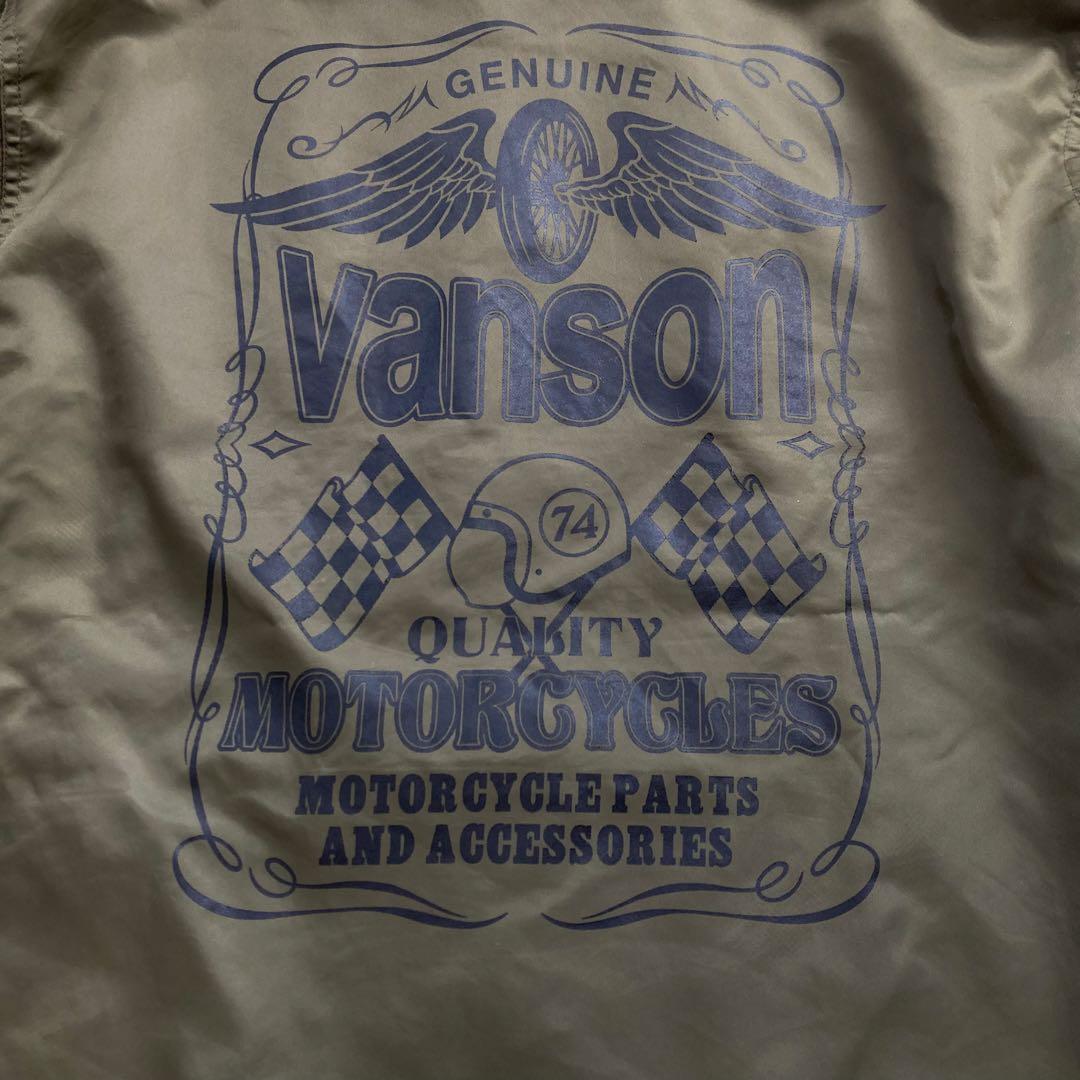 GENUINE
Vanson
74
QUALITY
MOTORCYCLES
MOTORCYCLE PARTS
AND ACCESSORIES